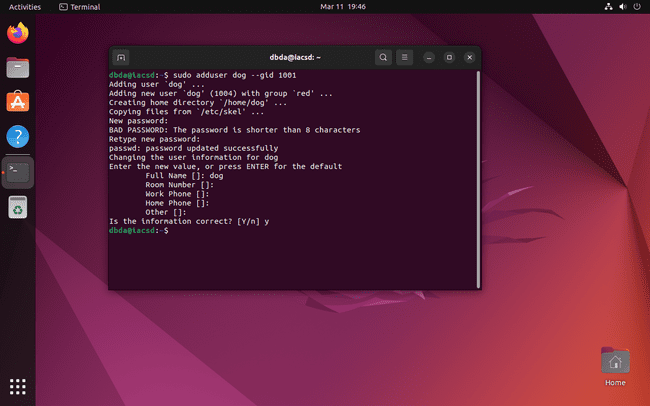 Activities
Terminal
Mar 11 19:46
dbda@iacsd: ~
dbda@iacsd:~$ sudo adduser dog --gid 1001
Adding user `dog' ...
Adding new user `dog' (1004) with group `red' ...
Creating home directory `/home/dog' ...
Copying files from `/etc/skel' ...
New password:
BAD PASSWORD: The password is shorter than 8 characters
Retype new password:
passwd: password updated successfully
Changing the user information for dog
Enter the new value, or press ENTER for the default
Full Name []: dog
Room Number []:
Work Phone []:
Home Phone []:
Other []:
Is the information correct? [Y/n] y
dbda@iacsd:~$
Home